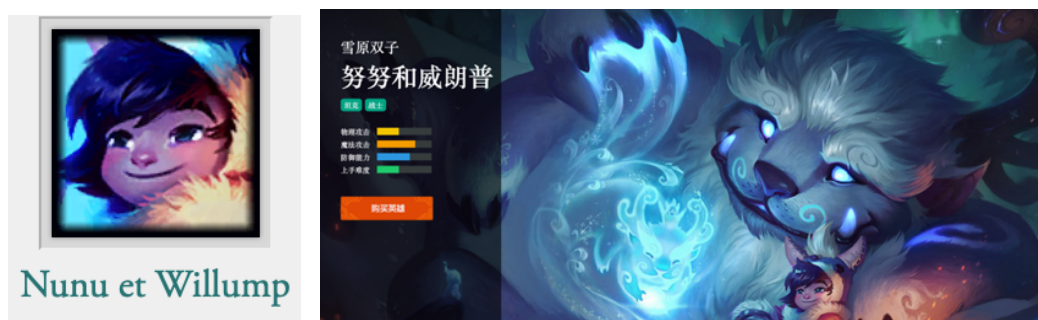 Nunu et Willump
雪原双子
努努和威朗普
坦克 战士
物理攻击
魔法攻击
防御能力
上手难度
购买英雄